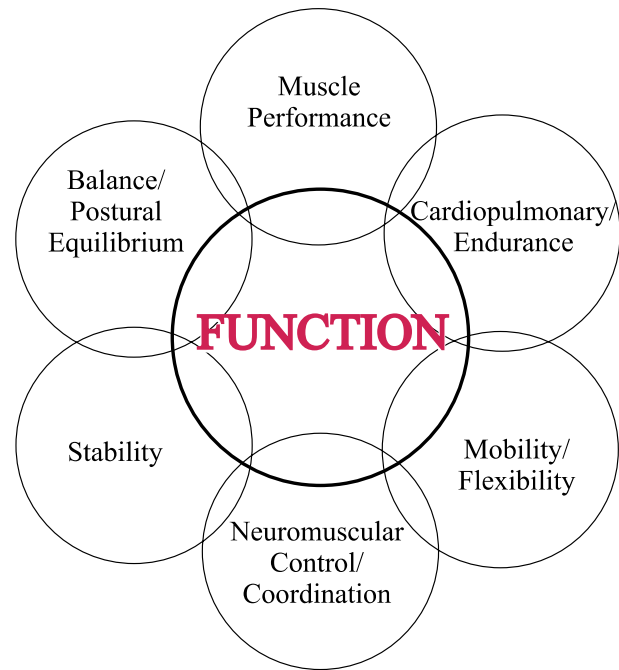 Muscle
Performance
Balance/
Postural
Equilibrium
Cardiopulmonary/
Endurance
FUNCTION
Stability
Mobility/
Flexibility
Neuromuscular
Control/
Coordination